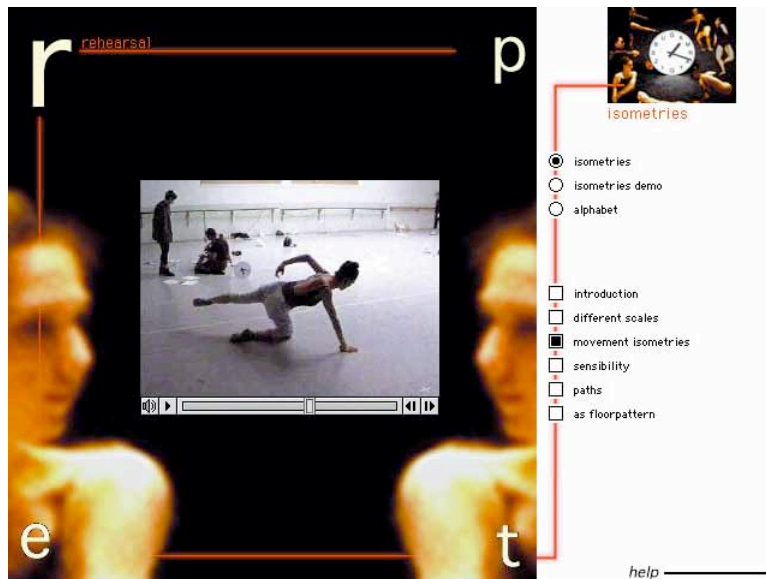 r
rehearsal
p
isometries
isometries
isometries demo
alphabet
introduction
different scales
movement isometries
sensibility
paths
as floorpattern
e
t
help